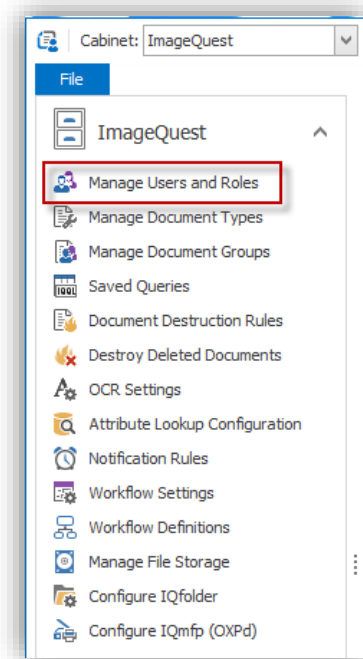 Cabinet: ImageQuest
File
ImageQuest
Manage Users and Roles
Manage Document Types
Manage Document Groups
IQQL Saved Queries
Document Destruction Rules
Destroy Deleted Documents
OCR Settings
Attribute Lookup Configuration
Notification Rules
Workflow Settings
Workflow Definitions
Manage File Storage
Configure IQfolder
Configure IQmfp (OXPd)